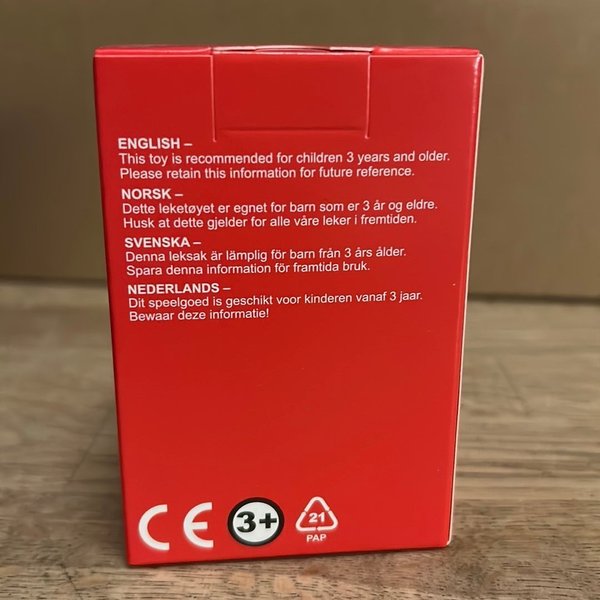 ENGLISH –
This toy is recommended for children 3 years and older.
Please retain this information for future reference.
NORSK –
Dette leketøyet er egnet for barn som er 3 år og eldre.
Husk at dette gjelder for alle våre leker i fremtiden.
SVENSKA –
Denna leksak är lämplig för barn från 3 års ålder.
Spara denna information för framtida bruk.
NEDERLANDS –
Dit speelgoed is geschikt voor kinderen vanaf 3 jaar.
Bewaar deze informatie!
CE 3+ 21
PAP